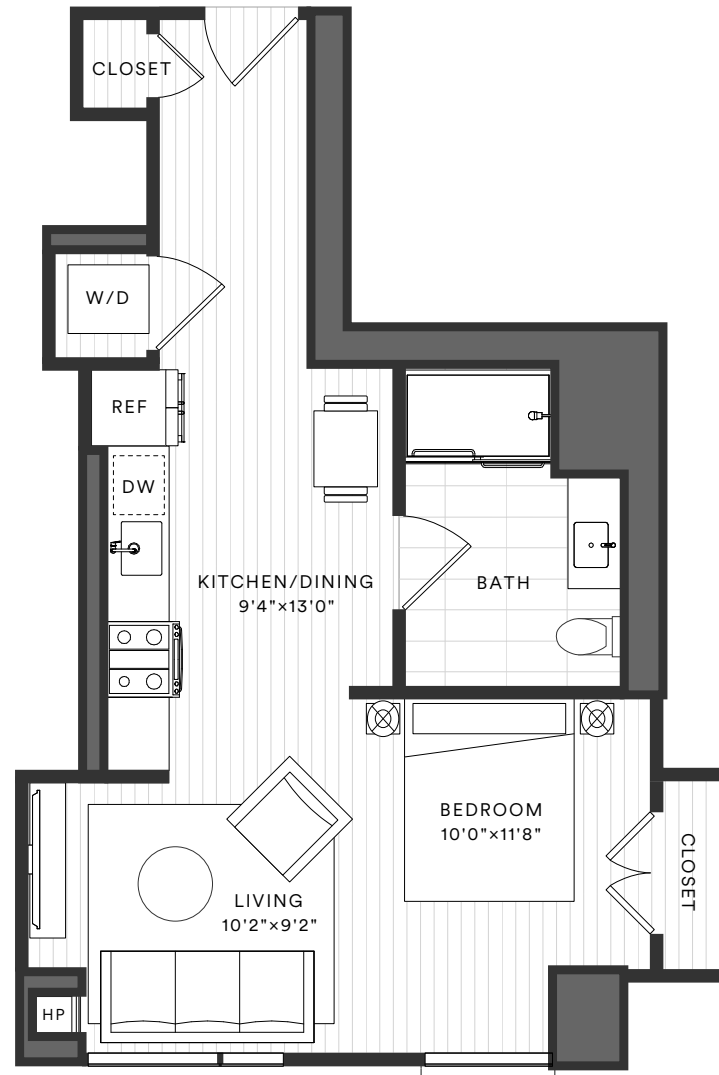 CLOSET
W/D
REF
DW
KITCHEN/DINING
9'4"×13'0"
BATH
BEDROOM
10'0"×11'8"
CLOSET
LIVING
10'2"×9'2"
HP